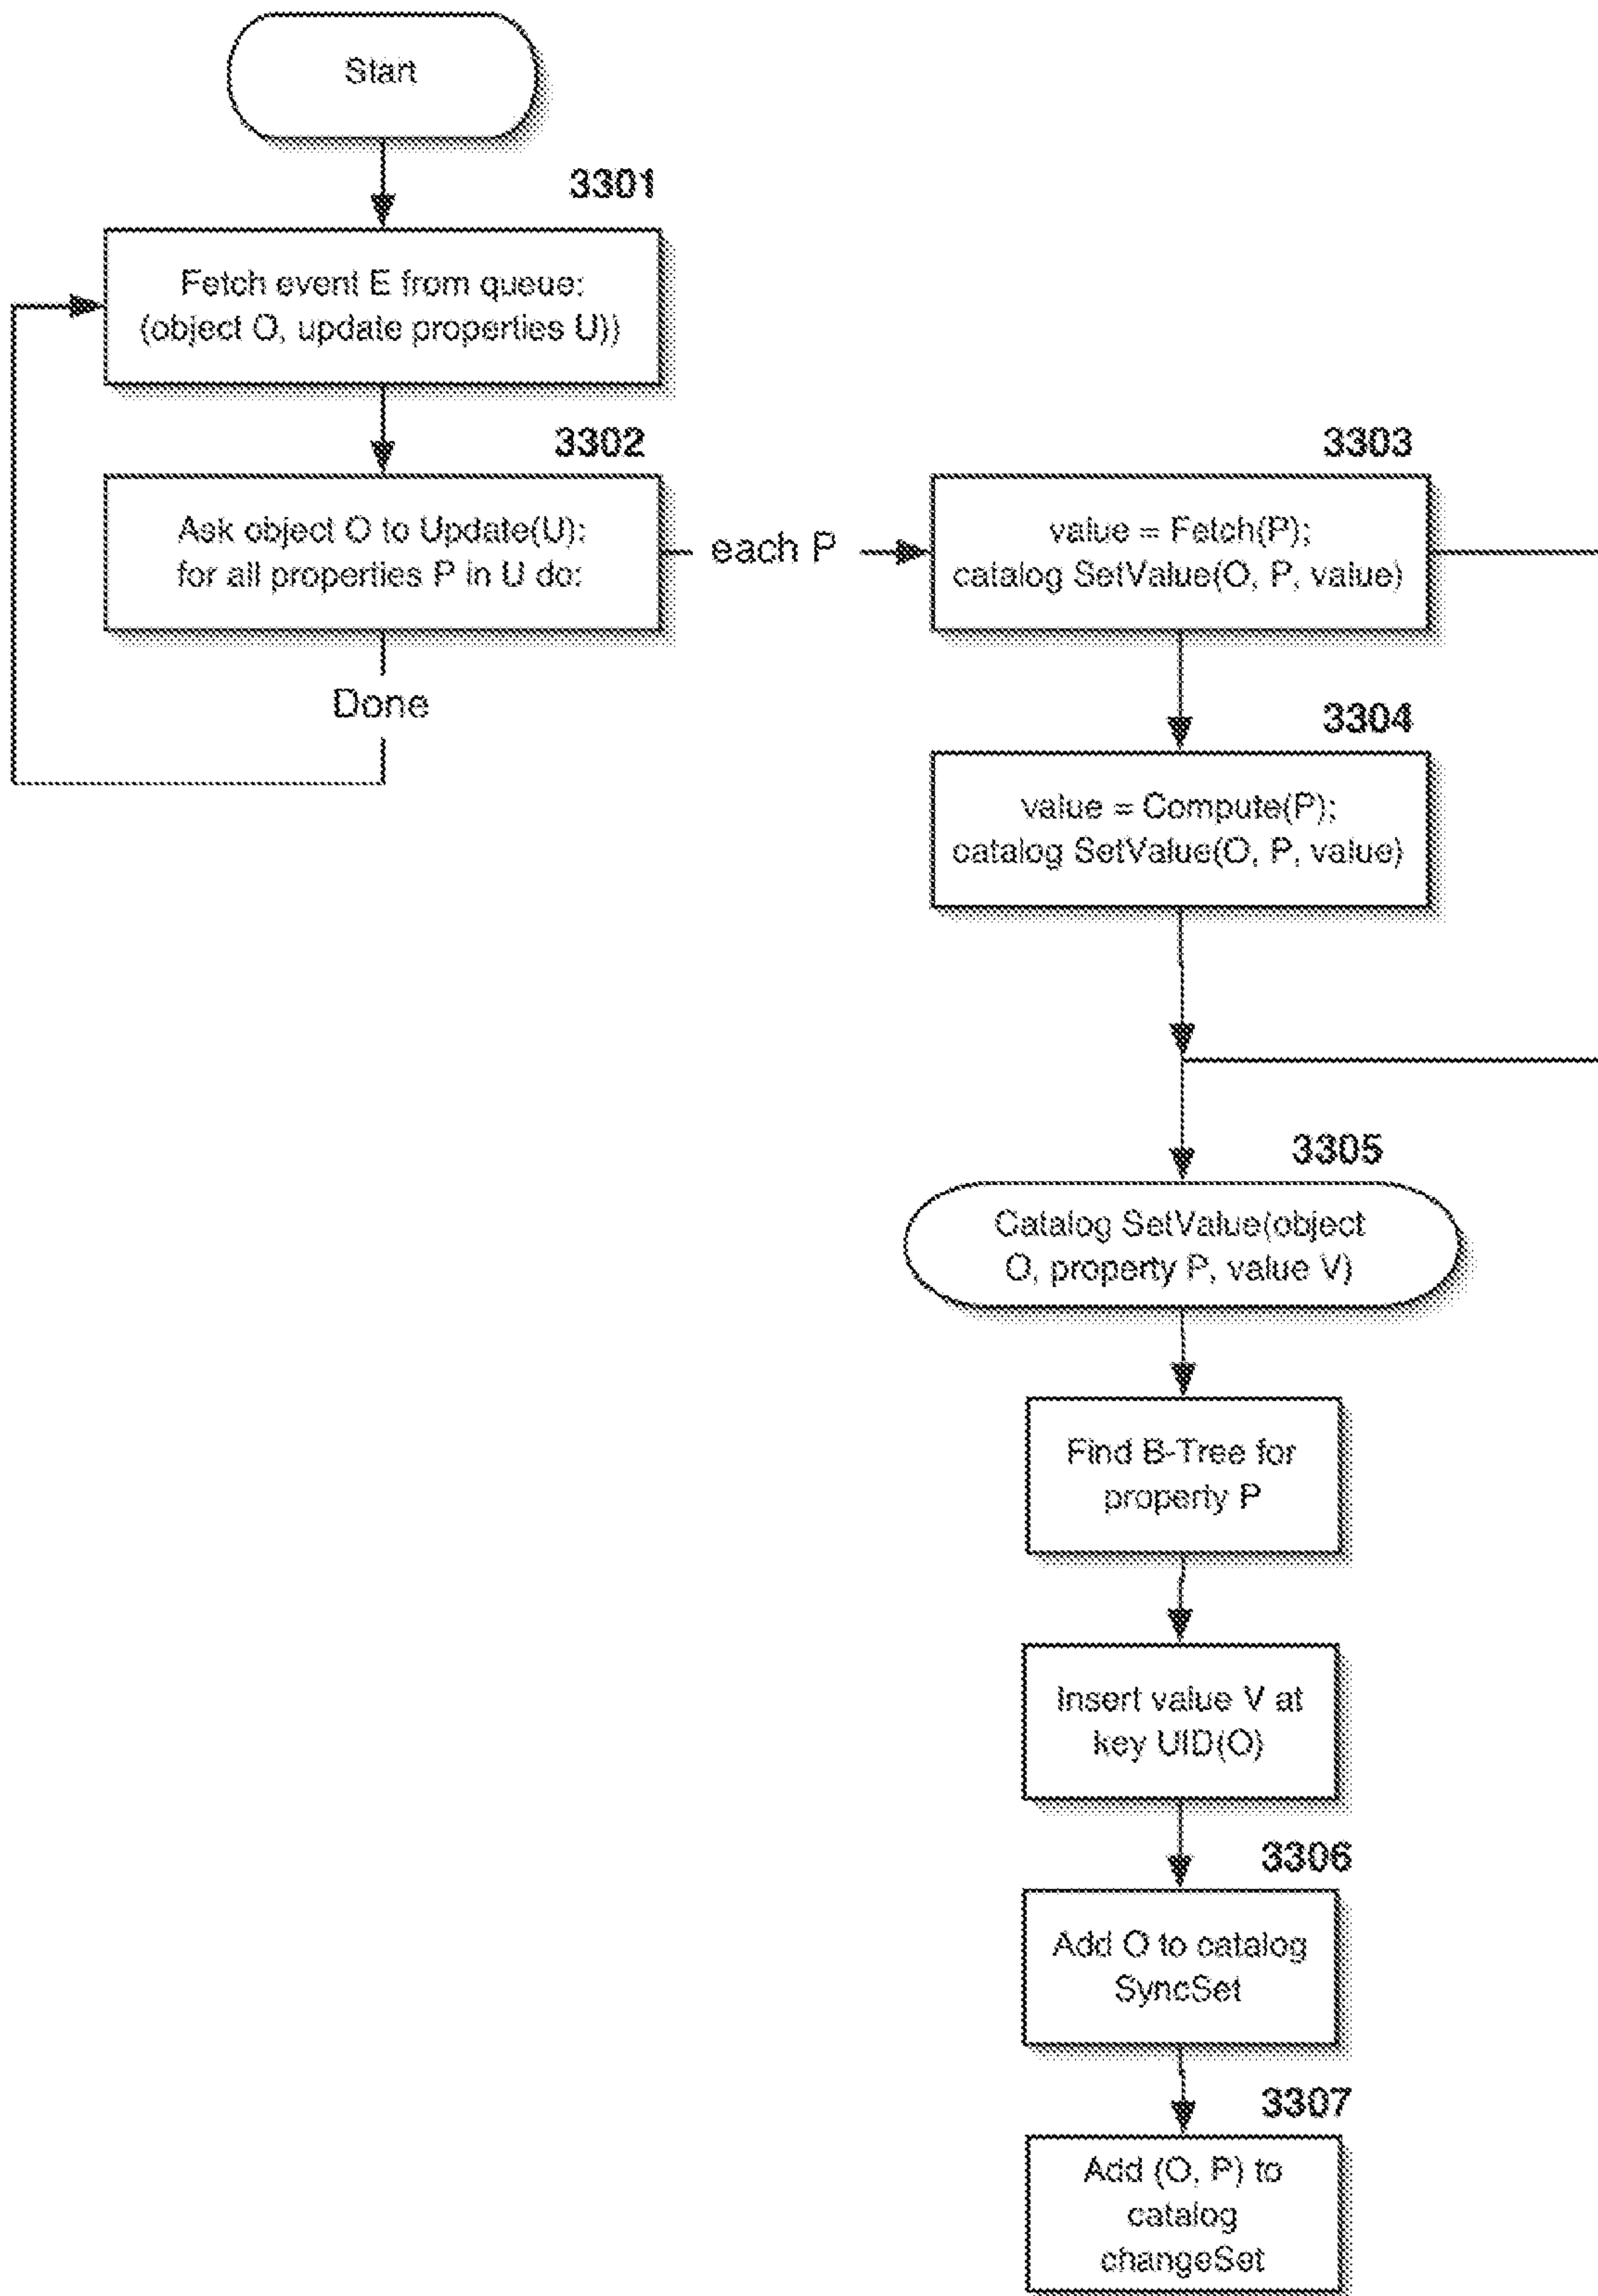 Start
3301
Fetch event E from queue:
(object O, update properties U))
3302
Ask object O to Update(U):
for all properties P in U do:
each P
Done
3303
value = Fetch(P);
catalog SetValue(O, P, value)
3304
value = Compute(P);
catalog SetValue(O, P, value)
3305
Catalog SetValue(object
O, property P, value V)
Find B-Tree for
property P
Insert value V at
key UID(O)
3306
Add O to catalog
SyncSet
3307
Add (O, P) to
catalog
changeSet